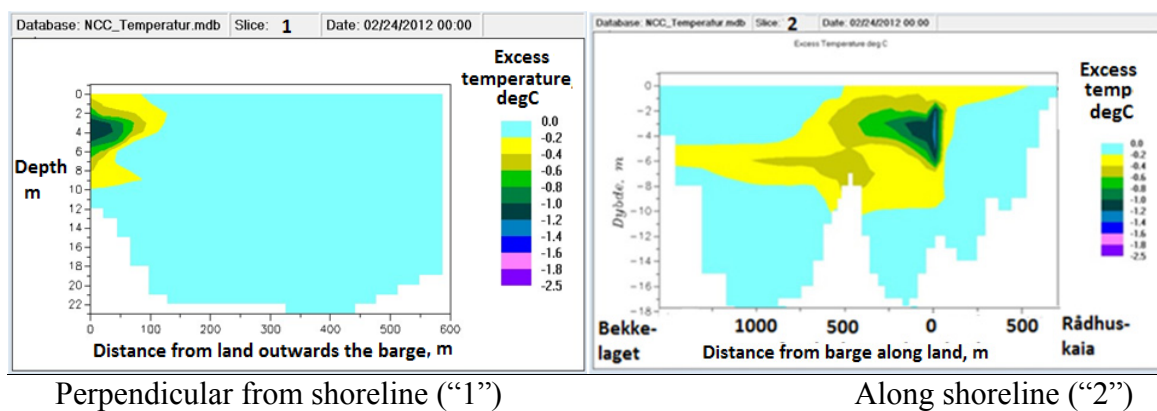 Database: NCC_Temperatur.mdb Slice: 1 Date: 02/24/2012 00:00
Excess
temperature,
degC
0
2
4
6
8
10
12
14
16
18
20
22
Depth
m
0.0
-0.2
-0.4
-0.6
-0.8
-1.0
-1.2
-1.4
-1.6
-1.8
-2.5
0 100 200 300 400 500 600
Distance from land outwards the barge, m
Perpendicular from shoreline (“1”)
Database: NCC_Temperatur.mdb Slice: 2 Date: 02/24/2012 00:00
Excess Temperature deg C
Excess
temp
degC
0
-2
-4
-6
-8
-10
-12
-14
-16
-18
Dybde, m
0.0
-0.2
-0.4
-0.6
-0.8
-1.0
-1.2
-1.4
-1.6
-1.8
-2.5
Bekke-
laget
1000 500 0 500
Rådhus-
kaia
Distance from barge along land, m
Along shoreline (“2”)